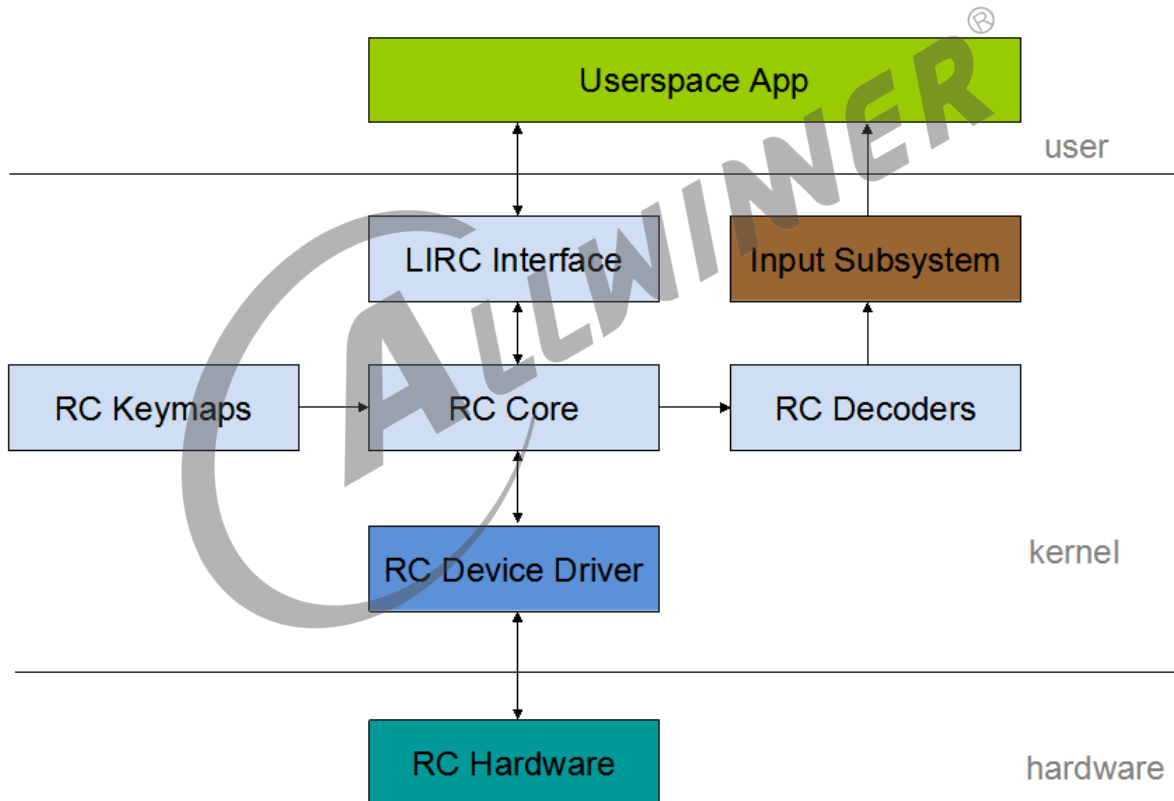 ®
Userspace App
user
ALLWINNER
LIRC Interface
Input Subsystem
RC Keymaps
RC Core
RC Decoders
RC Device Driver
kernel
RC Hardware
hardware